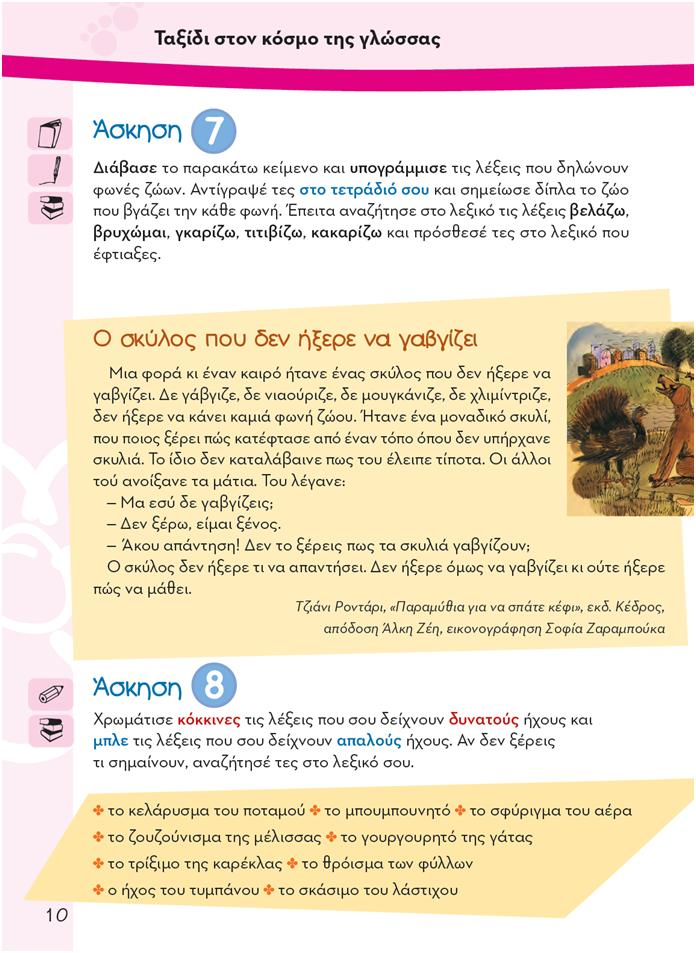 Ταξίδι στον κόσμο της γλώσσας
Άσκηση 7
Διάβασε το παρακάτω κείμενο και υπογράμμισε τις λέξεις που δηλώνουν
φωνές ζώων. Αντίγραψέ τες στο τετράδιό σου και σημείωσε δίπλα το ζώο
που βγάζει την κάθε φωνή. Έπειτα αναζήτησε στο λεξικό τις λέξεις βελάζω,
βρυχώμαι, γκαρίζω, τιτιβίζω, κακαρίζω και πρόσθεσέ τες στο λεξικό που
έφτιαξες.
Ο σκύλος που δεν ήξερε να γαβγίζει
Μια φορά κι έναν καιρό ήτανε ένας σκύλος που δεν ήξερε να
γαβγίζει. Δε γάβγιζε, δε νιαούριζε, δε μουγκάνιζε, δε χλιμίντριζε,
δεν ήξερε να κάνει καμιά φωνή ζώου. Ήτανε ένα μοναδικό σκυλί,
που ποιος ξέρει πώς κατέφτασε από έναν τόπο όπου δεν υπήρχανε
σκυλιά. Το ίδιο δεν καταλάβαινε πως του έλειπε τίποτα. Οι άλλοι
τού ανοίξανε τα μάτια. Του λέγανε:
– Μα εσύ δε γαβγίζεις;
– Δεν ξέρω, είμαι ξένος.
– Άκου απάντηση! Δεν το ξέρεις πως τα σκυλιά γαβγίζουν;
Ο σκύλος δεν ήξερε τι να απαντήσει. Δεν ήξερε όμως να γαβγίζει κι ούτε ήξερε
πώς να μάθει.
Τζιάνι Ροντάρι, «Παραμύθια για να σπάτε κέφι», εκδ. Κέδρος,
απόδοση Άλκη Ζέη, εικονογράφηση Σοφία Ζαραμπούκα
Άσκηση 8
Χρωμάτισε κόκκινες τις λέξεις που σου δείχνουν δυνατούς ήχους και
μπλε τις λέξεις που σου δείχνουν απαλούς ήχους. Αν δεν ξέρεις
τι σημαίνουν, αναζήτησέ τες στο λεξικό σου.
✤ το κελάρυσμα του ποταμού ✤ το μπουμπουνητό ✤ το σφύριγμα του αέρα
✤ το ζουζούνισμα της μέλισσας ✤ το γουργουρητό της γάτας
✤ το τρίξιμο της καρέκλας ✤ το θρόισμα των φύλλων
✤ ο ήχος του τυμπάνου ✤ το σκάσιμο του λάστιχου
10